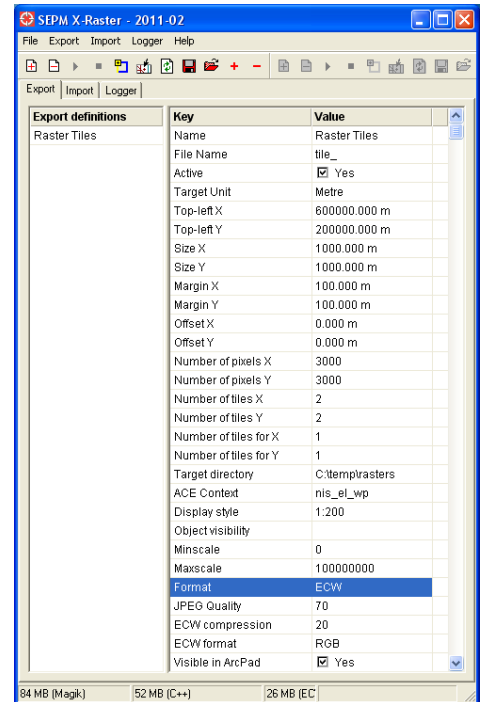 SEPM X-Raster - 2011-02
File Export Import Logger Help
Export Import Logger
Export definitions
Raster Tiles
Key Value
Name Raster Tiles
File Name tile_
Active Yes
Target Unit Metre
Top-left X 600000.000 m
Top-left Y 200000.000 m
Size X 1000.000 m
Size Y 1000.000 m
Margin X 100.000 m
Margin Y 100.000 m
Offset X 0.000 m
Offset Y 0.000 m
Number of pixels X 3000
Number of pixels Y 3000
Number of tiles X 2
Number of tiles Y 2
Number of tiles for X 1
Number of tiles for Y 1
Target directory C:\temp\rasters
ACE Context nis_el_wp
Display style 1:200
Object visibility
Minscale 0
Maxscale 100000000
Format ECW
JPEG Quality 70
ECW compression 20
ECW format RGB
Visible in ArcPad Yes
84 MB (Magik) 52 MB (C++) 26 MB (EC